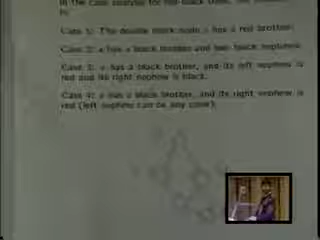 in the case analysis for red-black trees,
Case 1: The double black node x has a red brother.
Case 2: x has a black brother and two black nephews.
Case 3: x has a black brother, and its left nephew is
red and its right nephew is black.
Case 4: x has a black brother, and its right nephew is
red (left nephew can be any color).